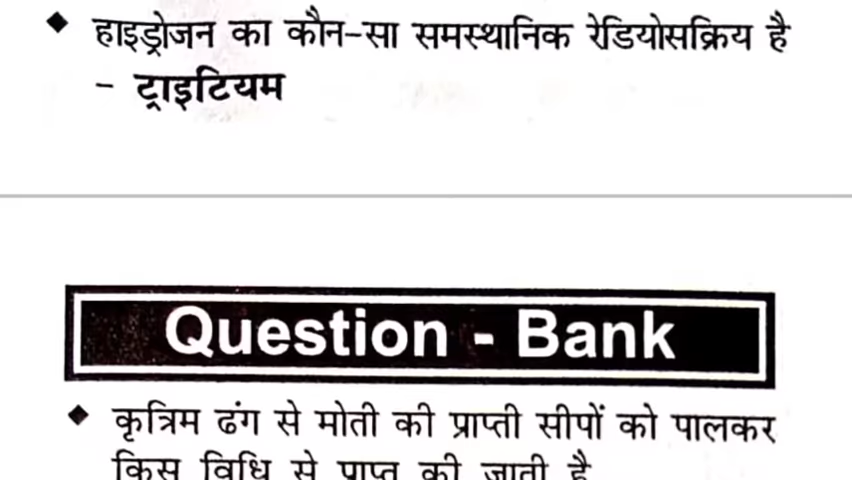 ◆ हाइड्रोजन का कौन-सा समस्थानिक रेडियोसक्रिय है
- ट्राइटियम
Question - Bank
◆ कृत्रिम ढंग से मोती की प्राप्ती सीपों को पालकर
किस विधि से प्राप्त की जाती है